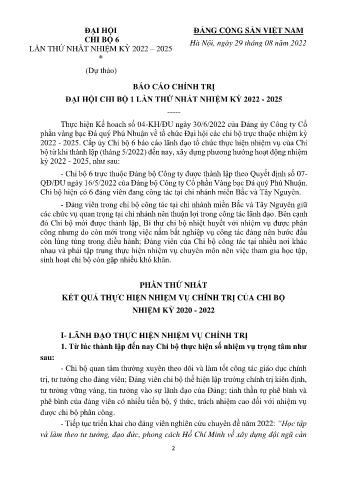 ĐẠI HỘI
CHI BỘ 6
LẦN THỨ NHẤT NHIỆM KỲ 2022 – 2025
*
(Dự thảo)
ĐẢNG CỘNG SẢN VIỆT NAM
Hà Nội, ngày 29 tháng 08 năm 2022
BÁO CÁO CHÍNH TRỊ
ĐẠI HỘI CHI BỘ 1 LẦN THỨ NHẤT NHIỆM KỲ 2022 - 2025
-----
Thực hiện Kế hoạch số 04-KH/ĐU ngày 30/6/2022 của Đảng ủy Công ty Cổ
phần vàng bạc Đá quý Phú Nhuận về tổ chức Đại hội các chi bộ trực thuộc nhiệm kỳ
2022 - 2025. Cấp ủy Chi bộ 6 báo cáo lãnh đạo tổ chức thực hiện nhiệm vụ của Chi
bộ từ khi thành lập (tháng 5/2022) đến nay, xây dựng phương hướng hoạt động nhiệm
kỳ 2022 - 2025, như sau:
- Chi bộ 6 trực thuộc Đảng bộ Công ty được thành lập theo Quyết định số 07-
QĐ/ĐU ngày 16/5/2022 của Đảng bộ Công ty Cổ phần Vàng bạc Đá quý Phú Nhuận.
Chi bộ hiện có 6 đảng viên đang công tác tại chi nhánh miền Bắc và Tây Nguyên.
- Đảng viên trong chi bộ công tác tại chi nhánh miền Bắc và Tây Nguyên giữ
các chức vụ quan trọng tại chi nhánh nên thuận lợi trong công tác lãnh đạo. Bên cạnh
đó Chi bộ mới được thành lập, Bí thư chi bộ nhiệt huyết với nhiệm vụ được phân
công nhưng do còn mới trong việc nắm bắt nghiệp vụ công tác đảng nên bước đầu
còn lúng túng trong điều hành; Đảng viên của Chi bộ công tác tại nhiều nơi khác
nhau và phải tập trung thực hiện nhiệm vụ chuyên môn nên việc tham gia học tập,
sinh hoạt chi bộ còn gặp nhiều khó khăn.
PHẦN THỨ NHẤT
KẾT QUẢ THỰC HIỆN NHIỆM VỤ CHÍNH TRỊ CỦA CHI BỘ
NHIỆM KỲ 2020 - 2022
I- LÃNH ĐẠO THỰC HIỆN NHIỆM VỤ CHÍNH TRỊ
1. Từ lúc thành lập đến nay Chi bộ thực hiện số nhiệm vụ trọng tâm như
sau:
- Chi bộ quan tâm thường xuyên theo dõi và làm tốt công tác giáo dục chính
trị, tư tưởng cho đảng viên; Đảng viên chi bộ thể hiện lập trường chính trị kiên định,
tư tưởng vững vàng, tin tưởng vào sự lãnh đạo của Đảng; tinh thần tự phê bình và
phê bình của đảng viên có nhiều tiến bộ, ý thức, trách nhiệm cao đối với nhiệm vụ
được chi bộ phân công.
- Tiếp tục triển khai cho đảng viên nghiên cứu chuyên đề năm 2022: "Học tập
và làm theo tư tưởng, đạo đức, phong cách Hồ Chí Minh về xây dựng đội ngũ cán
2